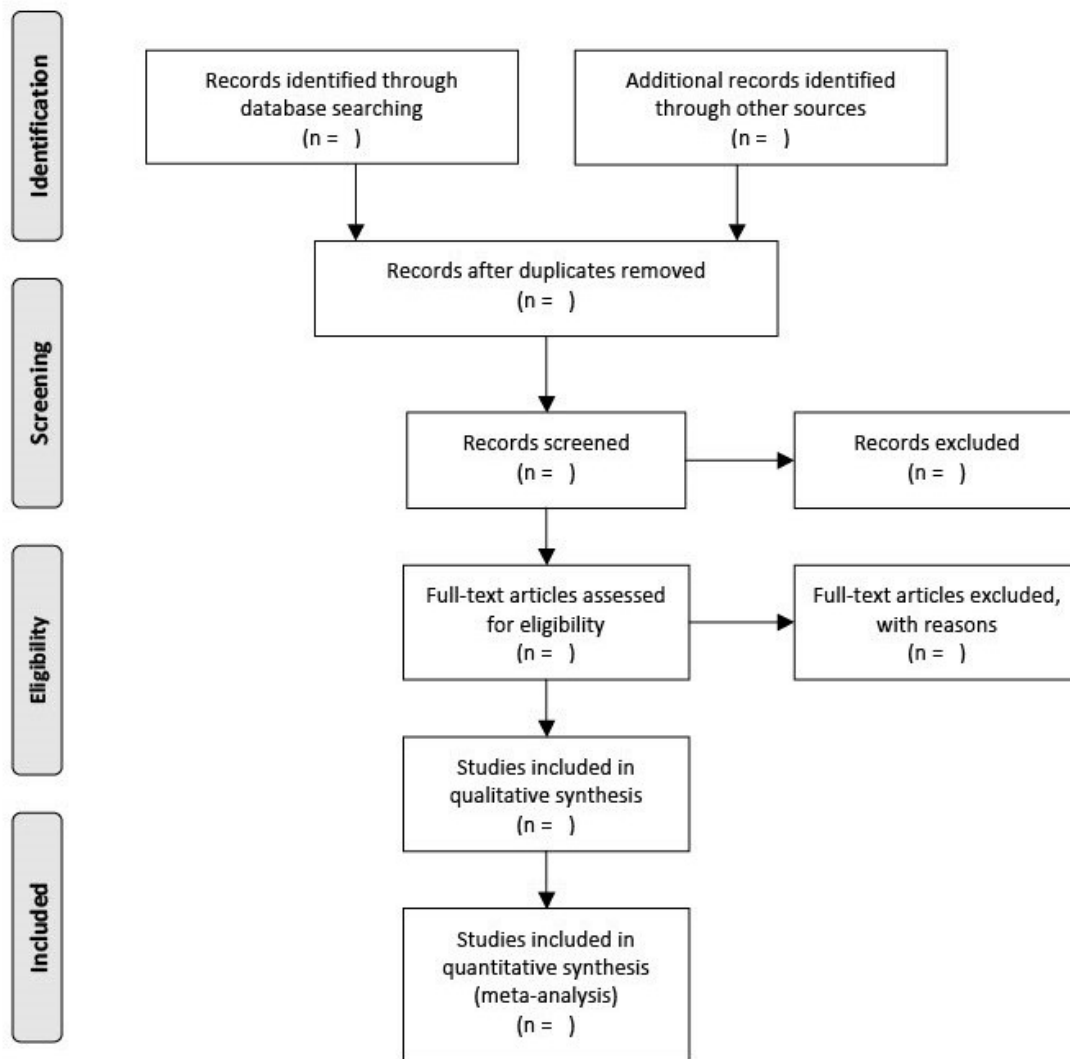 Identification
Records identified through
database searching
(n =   )
Additional records identified
through other sources
(n =   )
Records after duplicates removed
(n =   )
Screening
Records screened
(n =   )
Records excluded
(n =   )
Eligibility
Full-text articles assessed
for eligibility
(n =   )
Full-text articles excluded,
with reasons
(n =   )
Studies included in
qualitative synthesis
(n =   )
Included
Studies included in
quantitative synthesis
(meta-analysis)
(n =   )